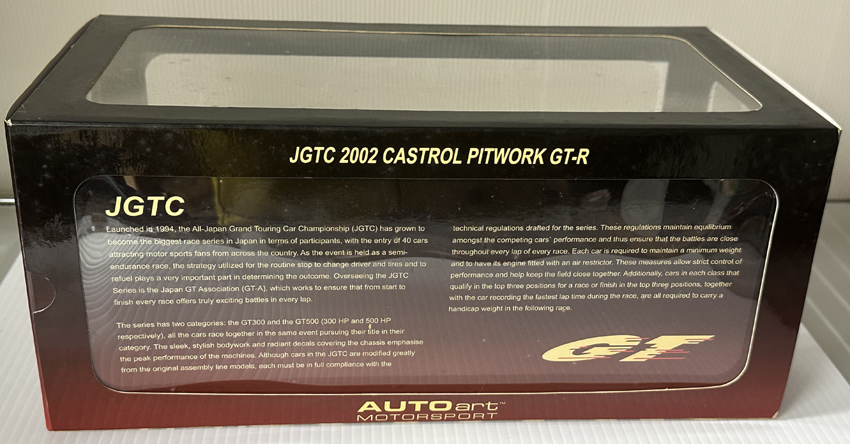 JGTC 2002 CASTROL PITWORK GT-R
JGTC
Launched in 1994, the All-Japan Grand Touring Car Championship (JGTC) has grown to
become the biggest race series in Japan in terms of participants, with the entry of 40 cars
attracting motor sports fans from across the country. As the event is held as a semi-
endurance race, the strategy utilized for the routine stop to change driver and tires and to
refuel plays a very important part in determining the outcome. Overseeing the JGTC
Series is the Japan GT Association (GT-A), which works to ensure that from start to
finish every race offers truly exciting battles in every lap.
The series has two categories: the GT300 and the GT500 (300 HP and 500 HP
respectively), all the cars race together in the same event pursuing their title in their
category. The sleek, stylish bodywork and radiant decals covering the chassis emphasise
the peak performance of the machines. Although cars in the JGTC are modified greatly
from the original assembly line models, each must be in full compliance with the
technical regulations drafted for the series. These regulations maintain equilibrium
amongst the competing cars' performance and thus ensure that the battles are close
throughout every lap of every race. Each car is required to maintain a minimum weight
and to have its engine fitted with an air restrictor. These measures allow strict control of
performance and help keep the field close together. Additionally, cars in each class that
qualify in the top three positions for a race or finish in the top three positions, together
with the car recording the fastest lap time during the race, are all required to carry a
handicap weight in the following race.
GT
AUTOart™
MOTORSPORT